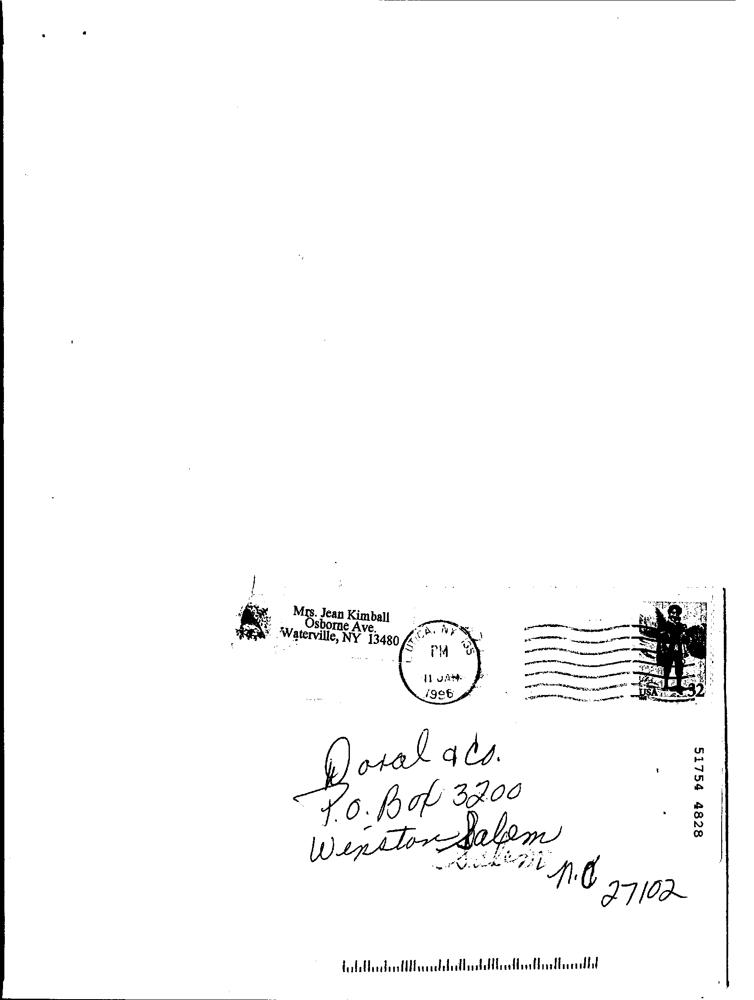 Mrs. Jean Kimball
Osborne Ave.
Waterville, NY 13480
UTICA, NY 135
PM
11 JAN
1996
USA 32
Doral & Co.
P.O. Box 3200
Winston Salem
Salem
N.C
27102
51754 4828